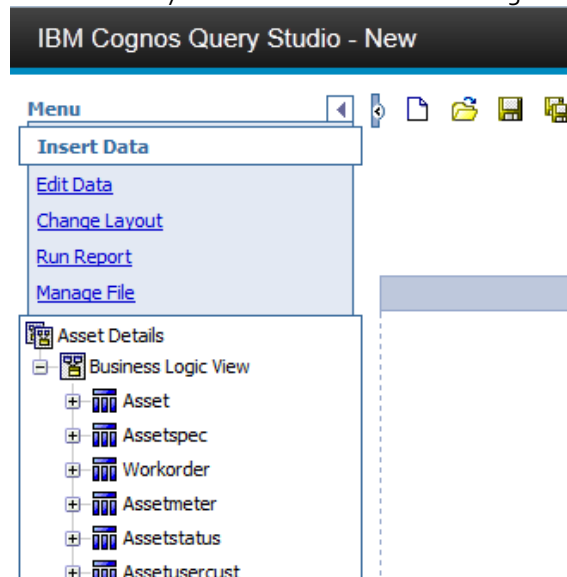 IBM Cognos Query Studio - New
Menu
Insert Data
Edit Data
Change Layout
Run Report
Manage File
Asset Details
Business Logic View
Asset
Assetspec
Workorder
Assetmeter
Assetstatus
Assetusercust